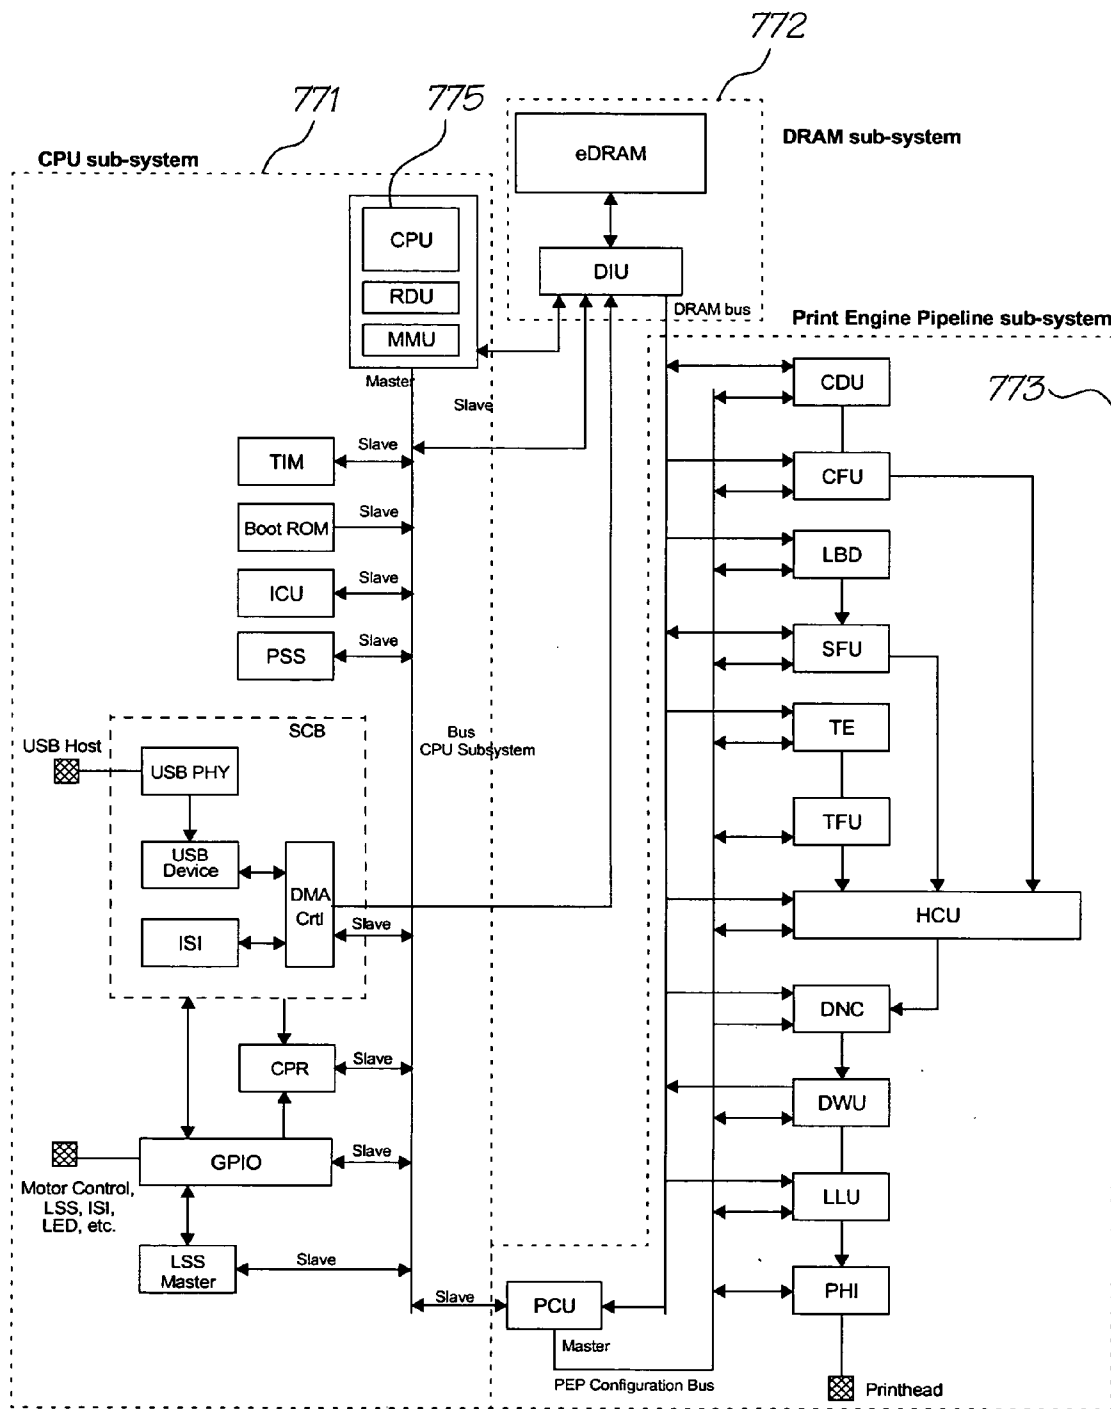 772
771
775
DRAM sub-system
CPU sub-system
eDRAM
CPU
DIU
RDU
DRAM bus
Print Engine Pipeline sub-system
MMU
Master
CDU
773
Slave
TIM
Slave
CFU
Boot ROM
Slave
LBD
ICU
Slave
PSS
Slave
SFU
SCB
Bus
CPU Subsystem
TE
USB Host
USB PHY
TFU
USB
Device
DMA
Crtl
HCU
ISI
Slave
DNC
CPR
Slave
DWU
GPIO
Slave
Motor Control,
LSS, ISI,
LED, etc.
LLU
LSS
Master
Slave
PHI
Slave
PCU
Master
PEP Configuration Bus
Printhead